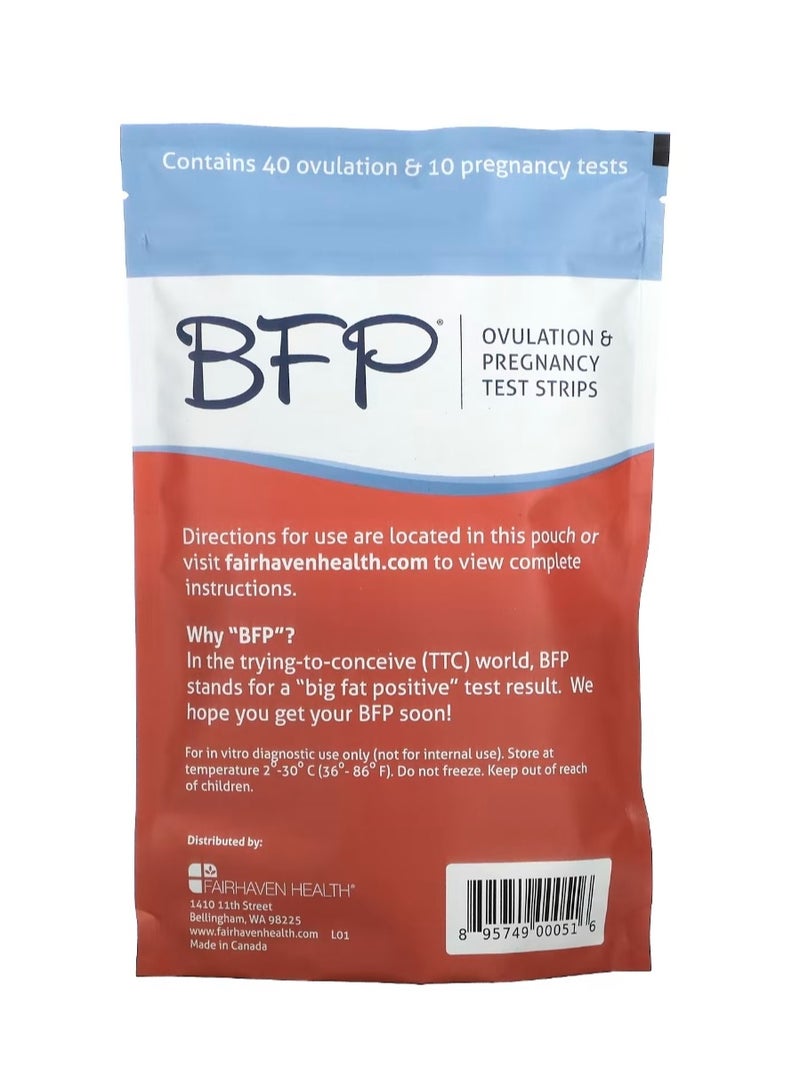 Contains 40 ovulation & 10 pregnancy tests
BFP®
OVULATION &
PREGNANCY
TEST STRIPS
Directions for use are located in this pouch or
visit fairhavenhealth.com to view complete
instructions.
Why “BFP”?
In the trying-to-conceive (TTC) world, BFP
stands for a “big fat positive” test result. We
hope you get your BFP soon!
For in vitro diagnostic use only (not for internal use). Store at
temperature 2°-30° C (36°- 86° F). Do not freeze. Keep out of reach
of children.
Distributed by:
FAIRHAVEN HEALTH®
1410 11th Street
Bellingham, WA 98225
www.fairhavenhealth.com L01
Made in Canada
8 95749 00051 6